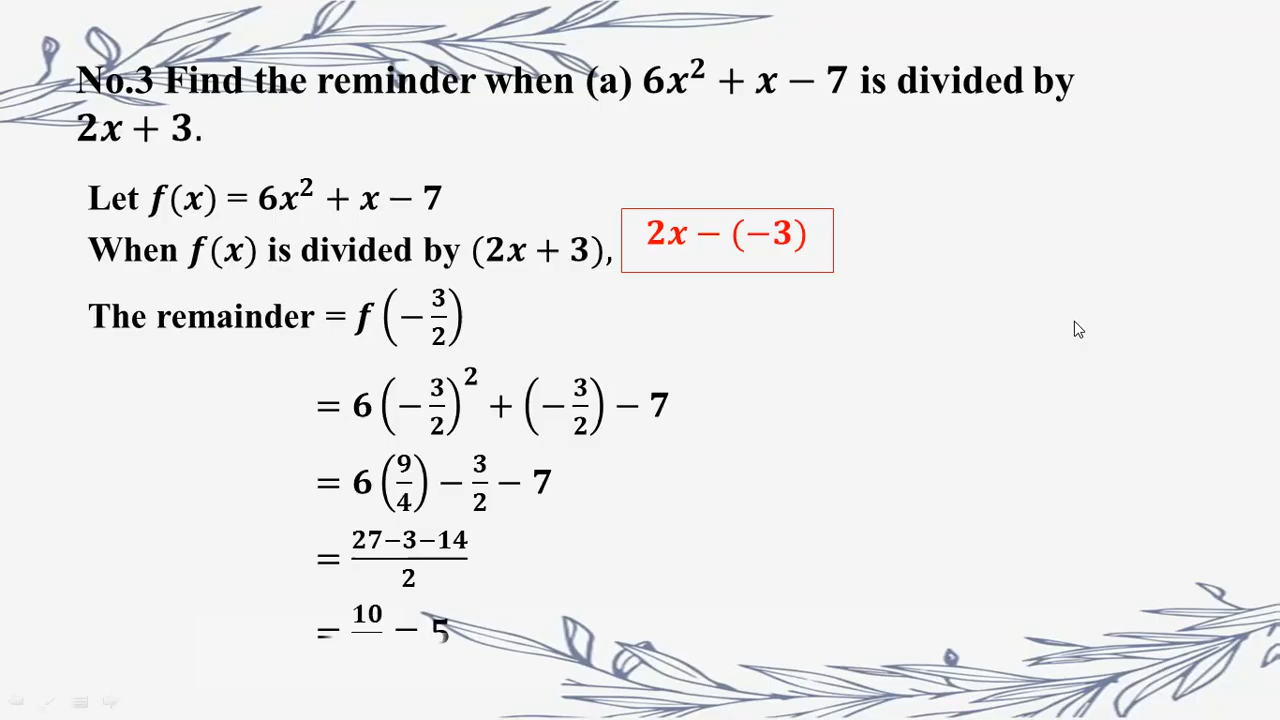 No.3 Find the reminder when (a) 6x² + x − 7 is divided by
2x + 3.
Let f(x) = 6x² + x − 7
When f(x) is divided by (2x + 3), 2x − (−3)
The remainder = f(−3/2)
= 6(−3/2)² + (−3/2) − 7
= 6(9/4) − 3/2 − 7
= (27−3−14)/2
10 5